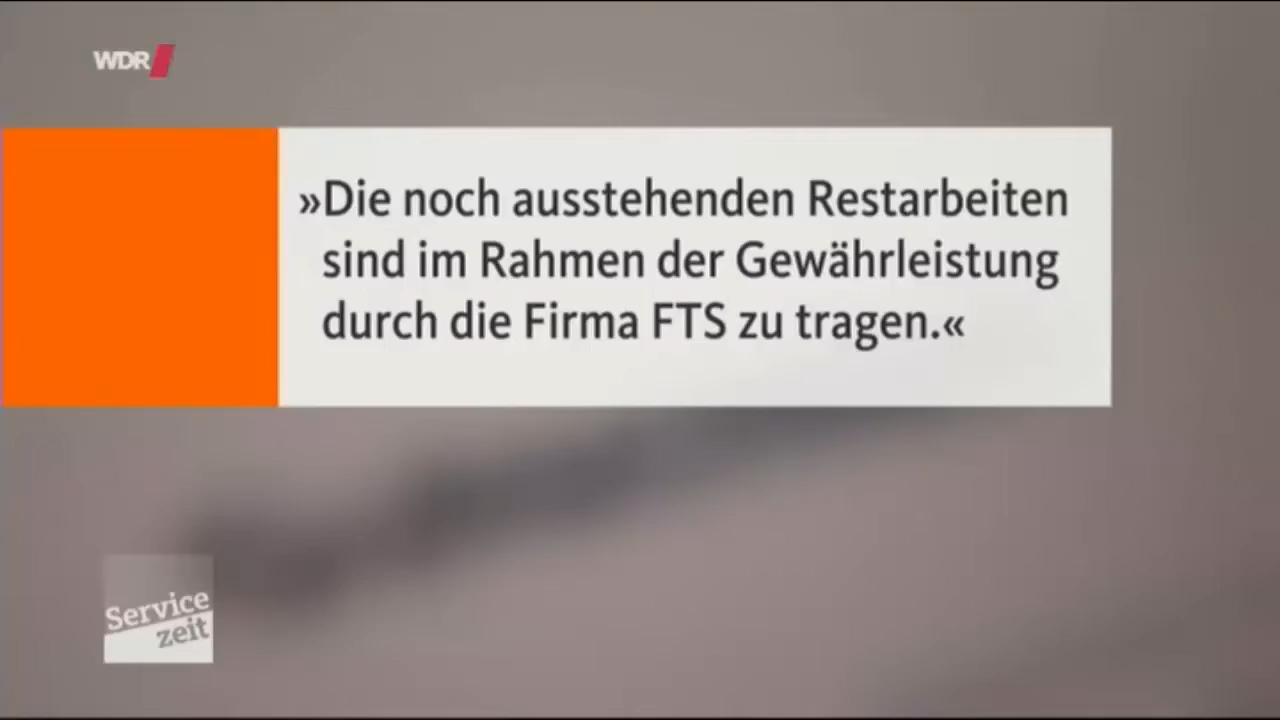 WDR
»Die noch ausstehenden Restarbeiten
sind im Rahmen der Gewährleistung
durch die Firma FTS zu tragen.«
Service
zeit